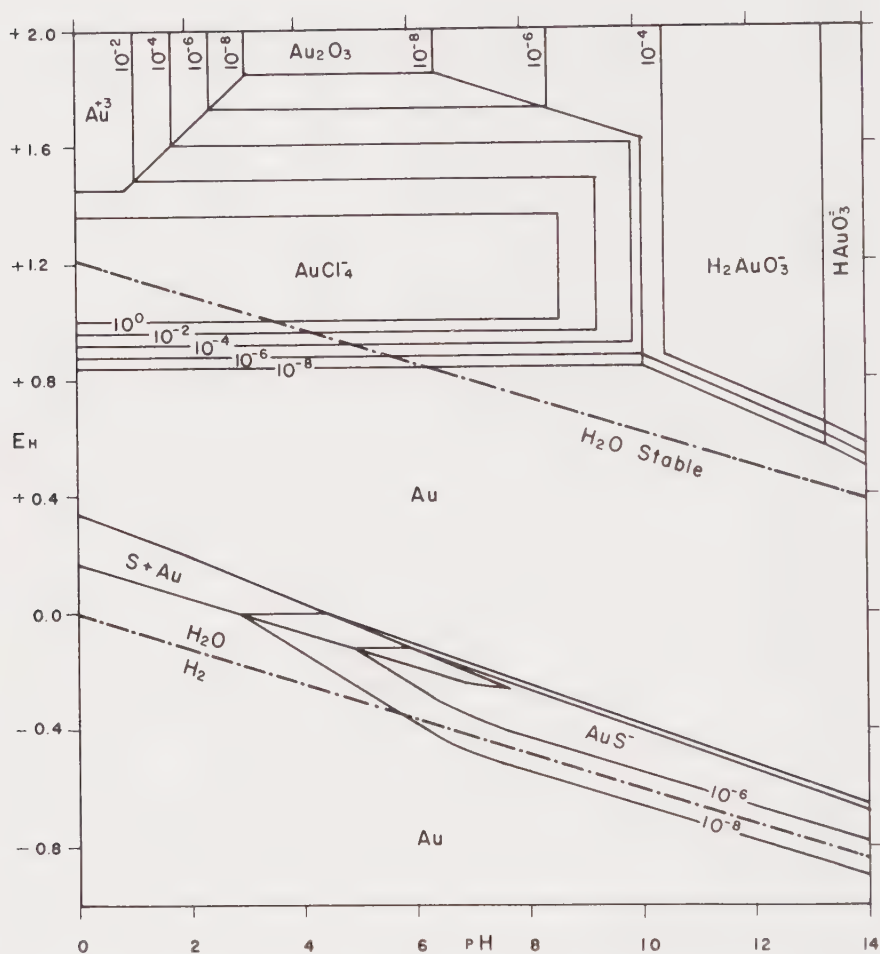 +2.0
10⁻²
10⁻⁴
10⁻⁶
10⁻⁸
Au₂O₃
10⁻⁸
10⁻⁶
10⁻⁴
Au⁺³
+1.6
AuCl₄⁻
H₂AuO₃⁻
HAuO₃⁼
+1.2
10⁰
10⁻²
10⁻⁴
10⁻⁶
10⁻⁸
+0.8
EH
H₂O Stable
+0.4
Au
S+Au
0.0
H₂O
H₂
-0.4
AuS⁻
10⁻⁶
10⁻⁸
-0.8
Au
0 2 4 6 pH 8 10 12 14